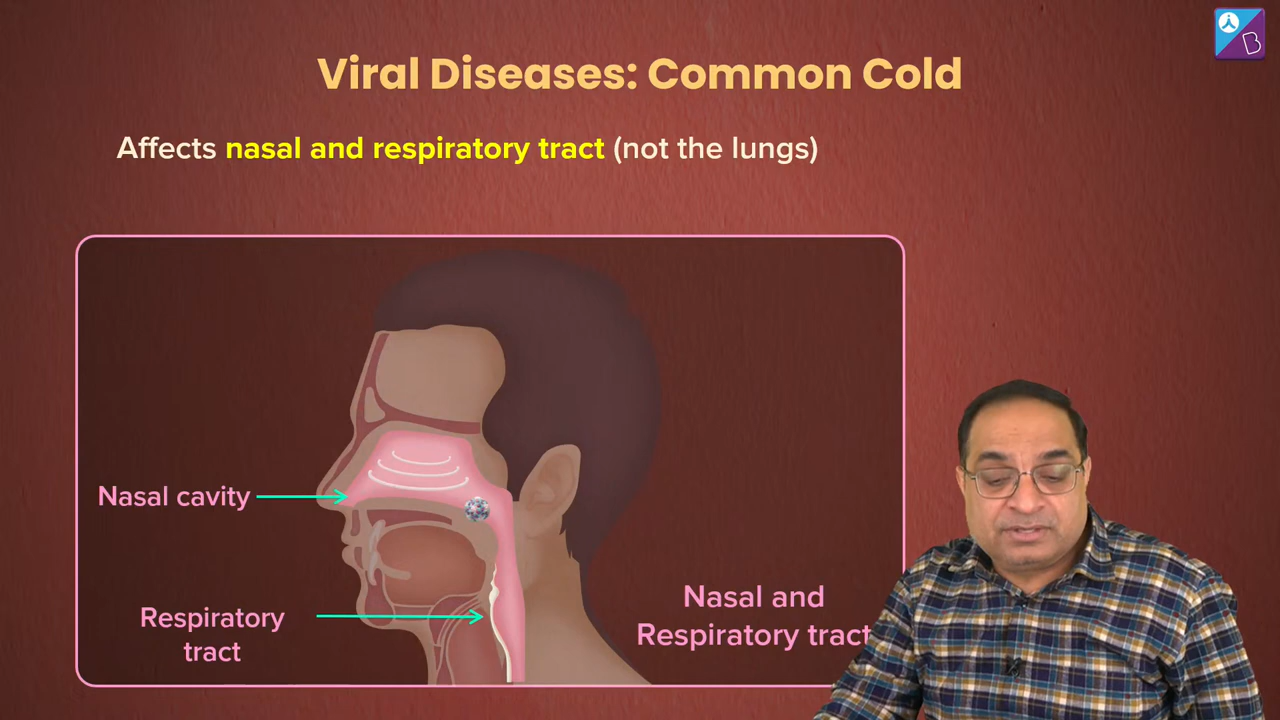 Viral Diseases: Common Cold
Affects nasal and respiratory tract (not the lungs)
Nasal cavity
Respiratory
tract
Nasal and
Respiratory tract
B